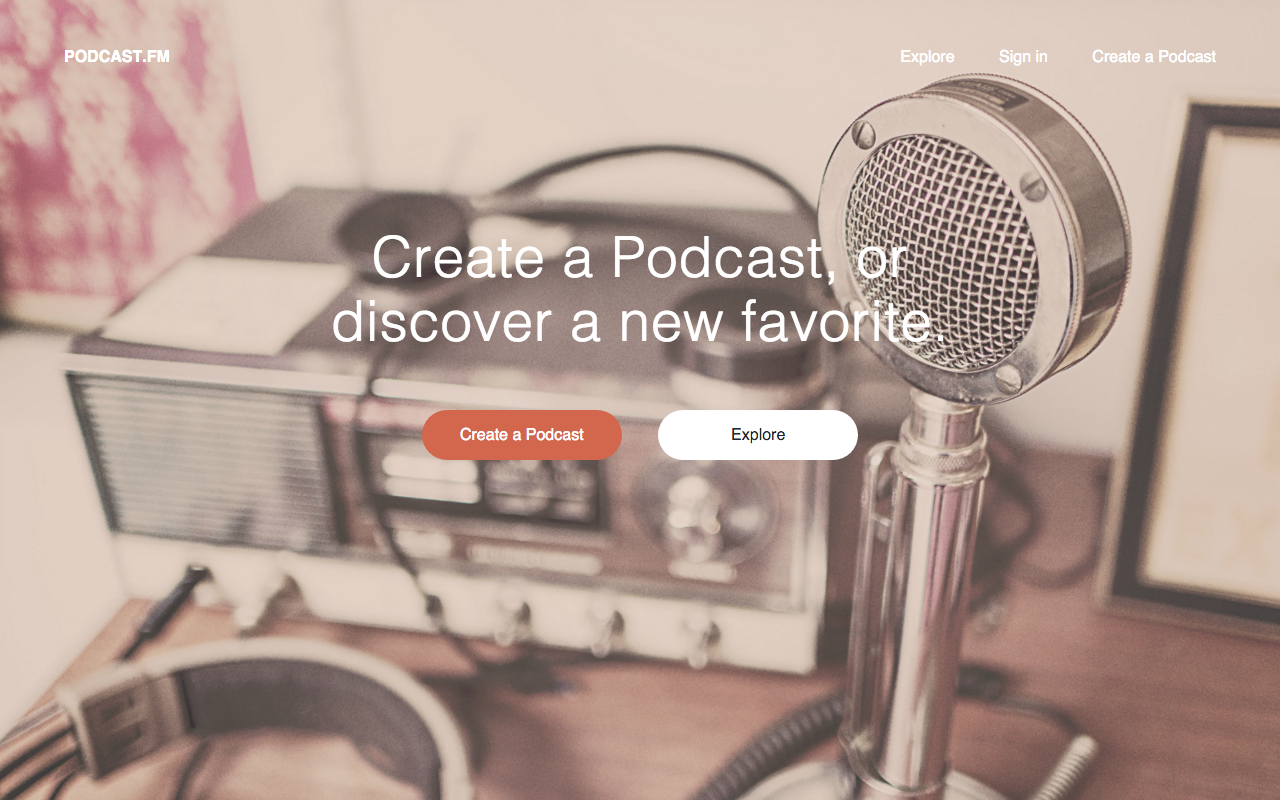 PODCAST.FM
Explore
Sign in
Create a Podcast
Create a Podcast, or
discover a new favorite.
Create a Podcast
Explore